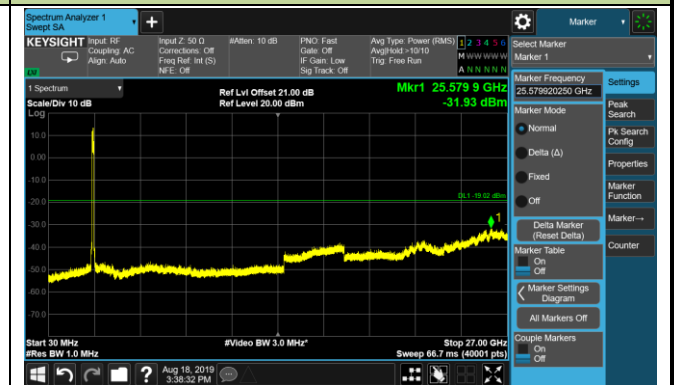 Spectrum Analyzer 1
Swept SA
+
Marker
KEYSIGHT
Input: RF
Coupling: AC
Align: Auto
Input Z: 50 Ω
Corrections: Off
Freq Ref: Int (S)
NFE: Off
#Atten: 10 dB
PNO: Fast
Gate: Off
IF Gain: Low
Sig Track: Off
Avg Type: Power (RMS)
Avg|Hold >10/10
Trig: Free Run
1 2 3 4 5 6
M W W W W W
A N N N N N
Select Marker
Marker 1
LW
1 Spectrum
Scale/Div 10 dB
Log
Ref Lvl Offset 21.00 dB
Ref Level 20.00 dBm
Mkr1 25.579 9 GHz
-31.93 dBm
10.0
0.00
-10.0
-20.0
-30.0
-40.0
-50.0
-60.0
-70.0
DL1 -19.02 dBm
1
Start 30 MHz
#Res BW 1.0 MHz
#Video BW 3.0 MHz*
Stop 27.00 GHz
Sweep 66.7 ms (40001 pts)
Marker Frequency
25.579920250 GHz
Marker Mode
Normal
Delta (Δ)
Fixed
Off
Delta Marker
(Reset Delta)
Marker Table
On
Off
Marker Settings
Diagram
All Markers Off
Couple Markers
On
Off
Settings
Peak
Search
Pk Search
Config
Properties
Marker
Function
Marker→
Counter
?
Aug 18, 2019
3:38:32 PM